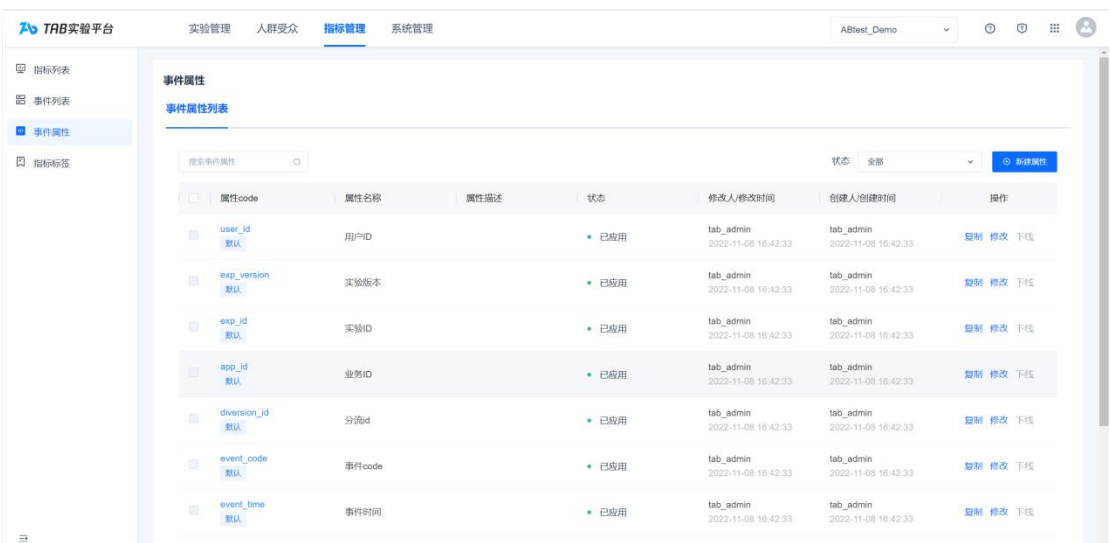 TAB实验平台
实验管理 人群受众 指标管理 系统管理
ABtest_Demo
指标列表
事件列表
事件属性
指标标签
事件属性
事件属性列表
搜索事件属性
状态 全部
新建属性
属性code 属性名称 属性描述 状态 修改人/修改时间 创建人/创建时间 操作
user_id 用户ID 已应用 tab_admin tab_admin 复制 修改 下线
默认 2022-11-08 16:42:33 2022-11-08 16:42:33
exp_version 实验版本 已应用 tab_admin tab_admin 复制 修改 下线
默认 2022-11-08 16:42:33 2022-11-08 16:42:33
exp_id 实验ID 已应用 tab_admin tab_admin 复制 修改 下线
默认 2022-11-08 16:42:33 2022-11-08 16:42:33
app_id 业务ID 已应用 tab_admin tab_admin 复制 修改 下线
默认 2022-11-08 16:42:33 2022-11-08 16:42:33
diversion_id 分流id 已应用 tab_admin tab_admin 复制 修改 下线
默认 2022-11-08 16:42:33 2022-11-08 16:42:33
event_code 事件code 已应用 tab_admin tab_admin 复制 修改 下线
默认 2022-11-08 16:42:33 2022-11-08 16:42:33
event_time 事件时间 已应用 tab_admin tab_admin 复制 修改 下线
默认 2022-11-08 16:42:33 2022-11-08 16:42:33